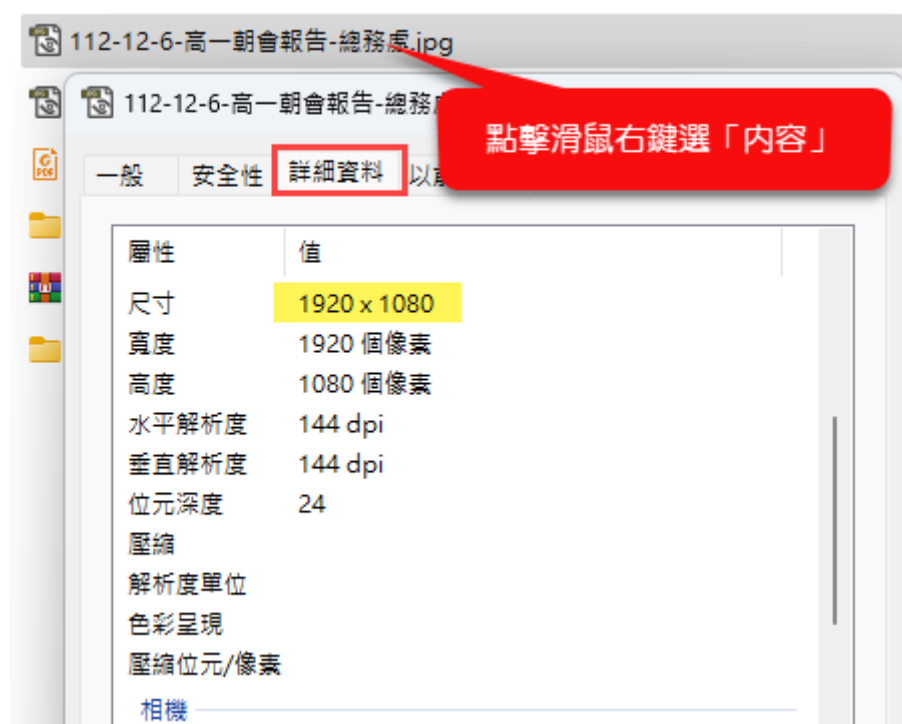 112-12-6-高一朝會報告-總務處.jpg
112-12-6-高一朝會報告-總務
點擊滑鼠右鍵選「內容」
一般 安全性 詳細資料 以
屬性 值
尺寸 1920 x 1080
寬度 1920 個像素
高度 1080 個像素
水平解析度 144 dpi
垂直解析度 144 dpi
位元深度 24
壓縮
解析度單位
色彩呈現
壓縮位元/像素
相機